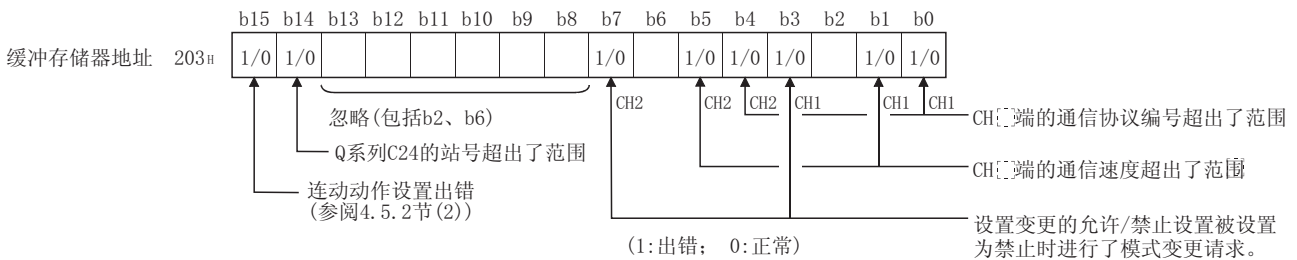 b15 b14 b13 b12 b11 b10 b9 b8 b7 b6 b5 b4 b3 b2 b1 b0
缓冲存储器地址 203H 1/0 1/0 1/0 1/0 1/0 1/0 1/0 1/0
CH2 CH2 CH2 CH1 CH1 CH1
忽略(包括b2、b6)
CH端的通信协议编号超出了范围
Q系列C24的站号超出了范围
CH端的通信速度超出了范围
连动动作设置出错
(参阅4.5.2节(2))
设置变更的允许/禁止设置被设置
为禁止时进行了模式变更请求。
(1:出错; 0:正常)